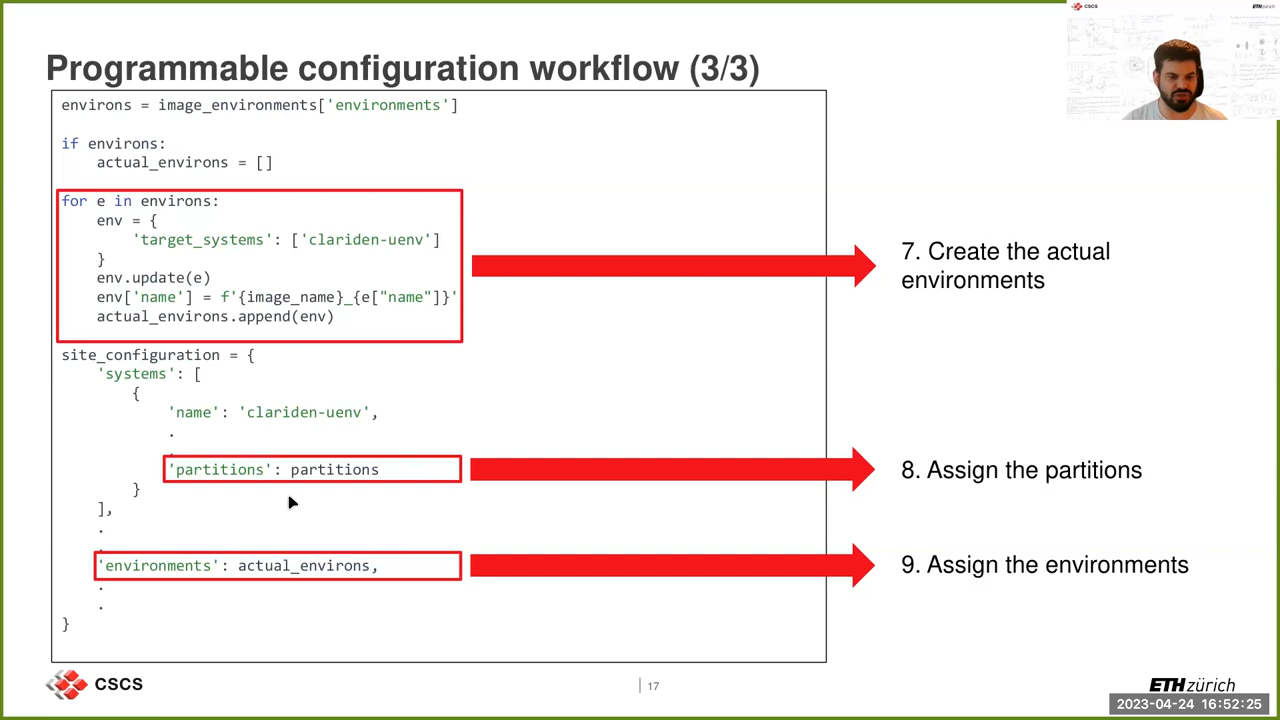 CSCS
ETHzürich
Programmable configuration workflow (3/3)
environs = image_environments['environments']
if environs:
actual_environs = []
for e in environs:
env = {
'target_systems': ['clariden-uenv']
}
env.update(e)
env['name'] = f'{image_name}_{e["name"]}'
actual_environs.append(env)
7. Create the actual
environments
site_configuration = {
'systems': [
{
'name': 'clariden-uenv',
.
.
'partitions': partitions
8. Assign the partitions
}
],
.
.
'environments': actual_environs,
9. Assign the environments
.
.
}
CSCS
17
ETHzürich
2023-04-24 16:52:25